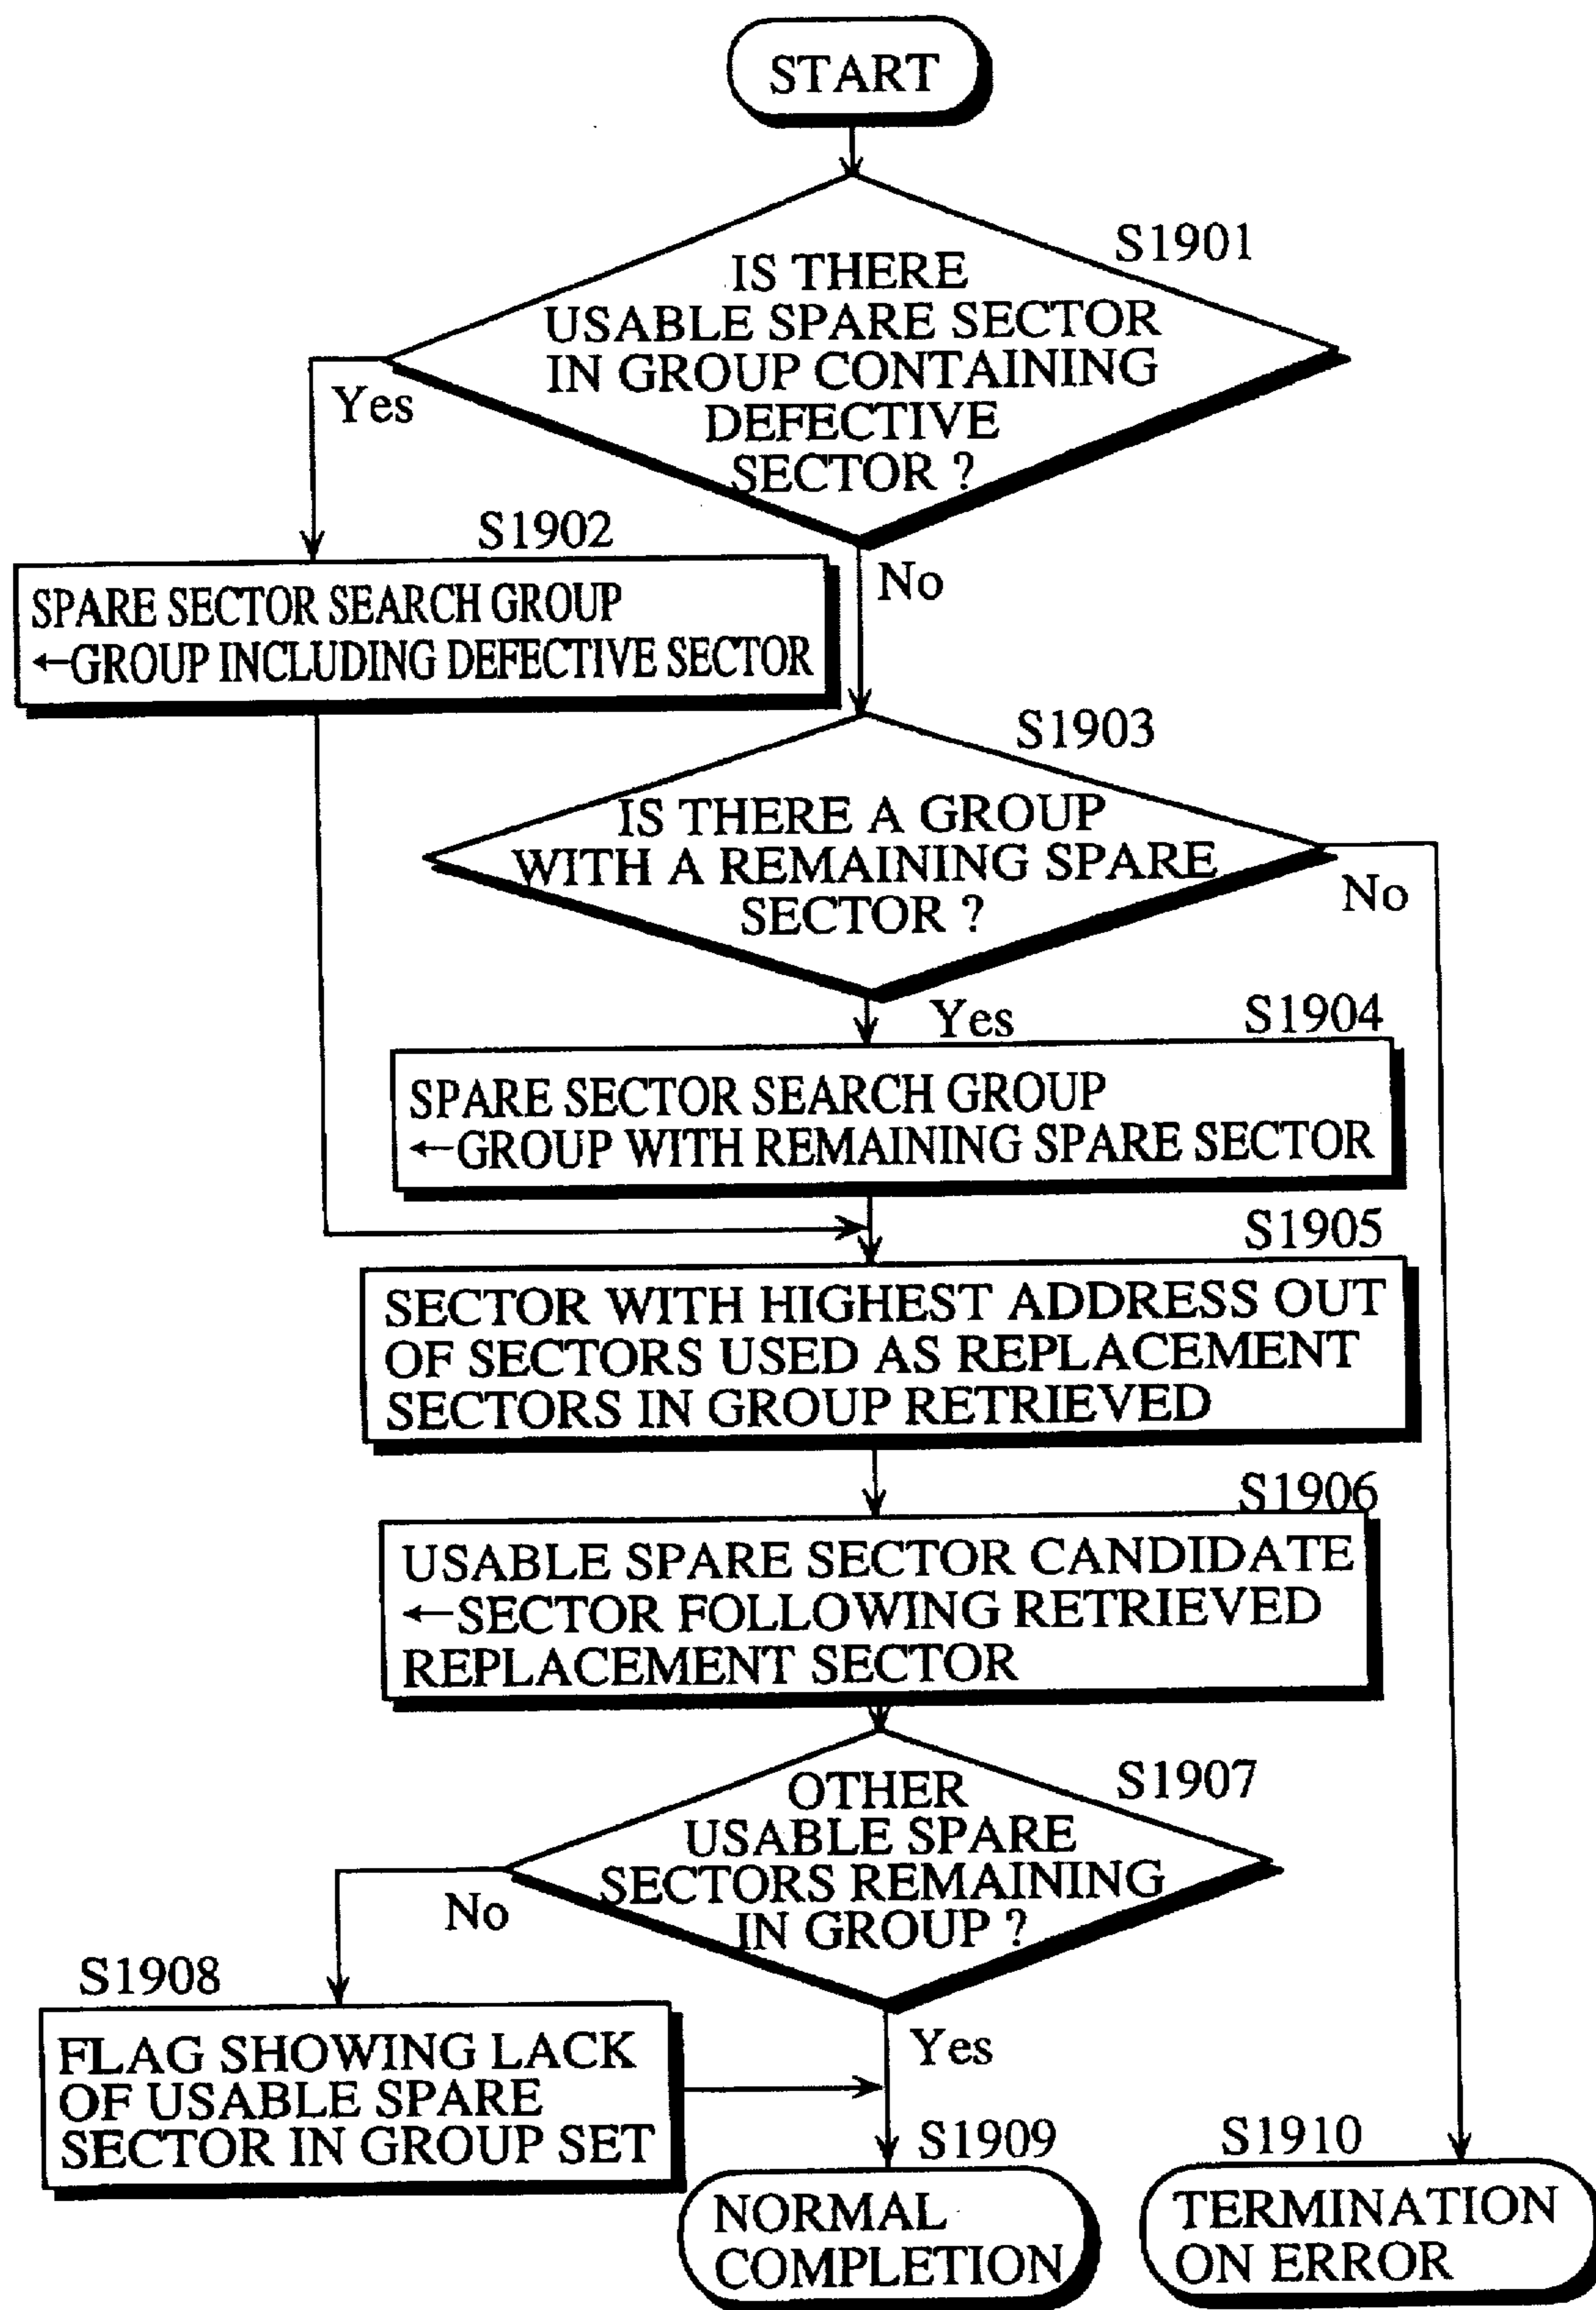 START
S1901
IS THERE
USABLE SPARE SECTOR
IN GROUP CONTAINING
DEFECTIVE
SECTOR ?
Yes
No
S1902
SPARE SECTOR SEARCH GROUP
←GROUP INCLUDING DEFECTIVE SECTOR
S1903
IS THERE A GROUP
WITH A REMAINING SPARE
SECTOR ?
No
Yes
S1904
SPARE SECTOR SEARCH GROUP
←GROUP WITH REMAINING SPARE SECTOR
S1905
SECTOR WITH HIGHEST ADDRESS OUT
OF SECTORS USED AS REPLACEMENT
SECTORS IN GROUP RETRIEVED
S1906
USABLE SPARE SECTOR CANDIDATE
←SECTOR FOLLOWING RETRIEVED
REPLACEMENT SECTOR
S1907
OTHER
USABLE SPARE
SECTORS REMAINING
IN GROUP ?
No
Yes
S1908
FLAG SHOWING LACK
OF USABLE SPARE
SECTOR IN GROUP SET
S1909
NORMAL
COMPLETION
S1910
TERMINATION
ON ERROR